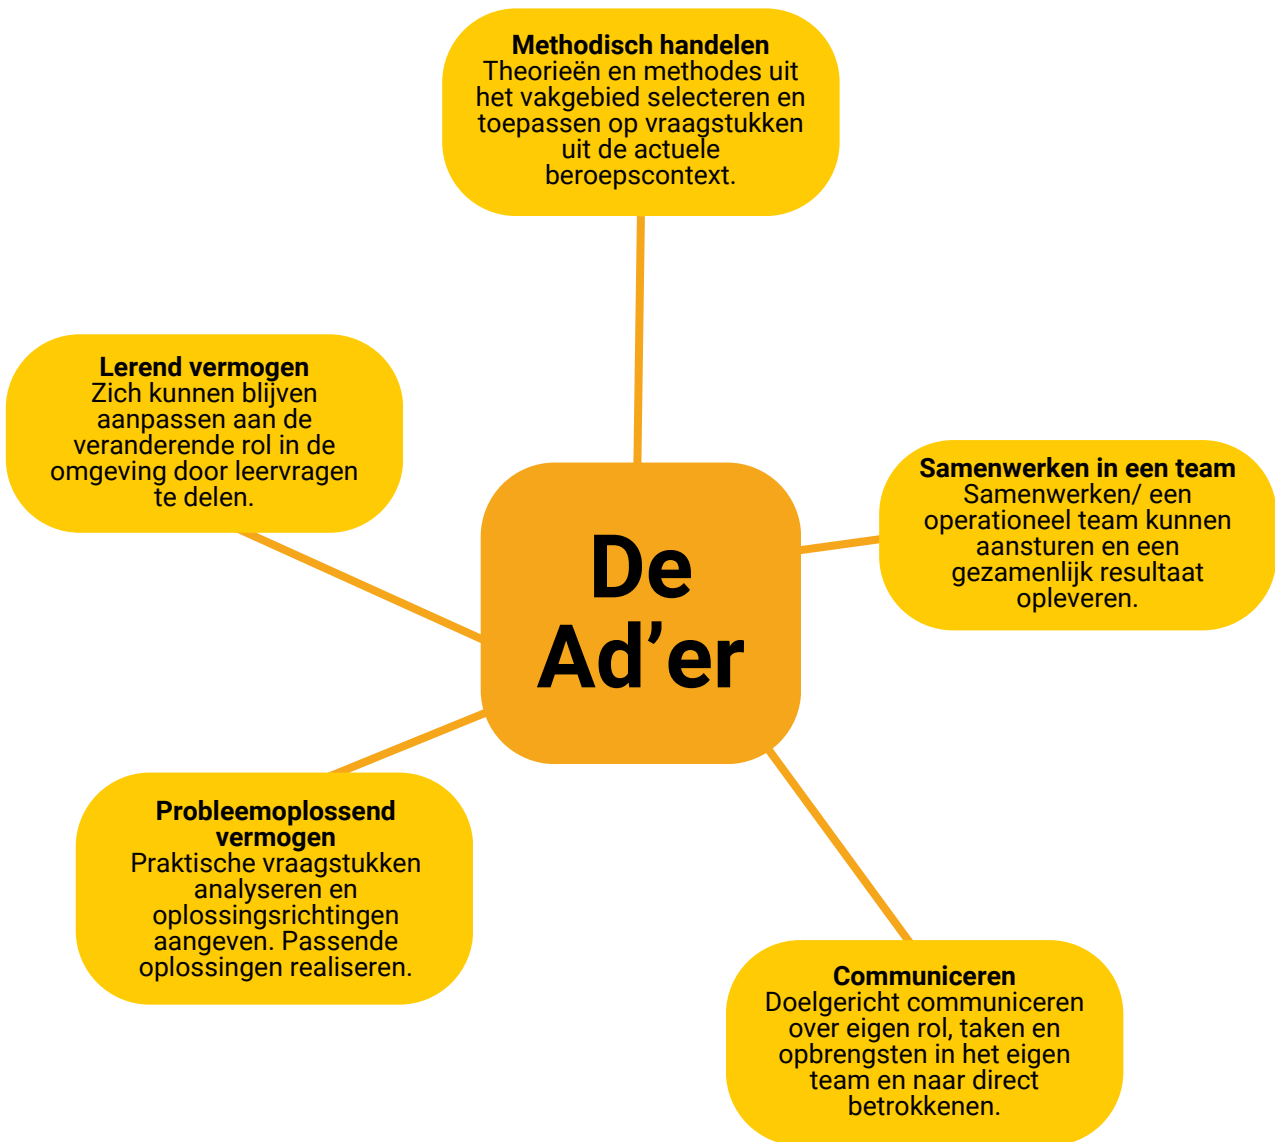 Methodisch handelen
Theorieën en methodes uit
het vakgebied selecteren en
toepassen op vraagstukken
uit de actuele
beroepscontext.
Lerend vermogen
Zich kunnen blijven
aanpassen aan de
veranderende rol in de
omgeving door leervragen
te delen.
Samenwerken in een team
Samenwerken/ een
operationeel team kunnen
aansturen en een
gezamenlijk resultaat
opleveren.
De
Ad’er
Probleemoplossend
vermogen
Praktische vraagstukken
analyseren en
oplossingsrichtingen
aangeven. Passende
oplossingen realiseren.
Communiceren
Doelgericht communiceren
over eigen rol, taken en
opbrengsten in het eigen
team en naar direct
betrokkenen.